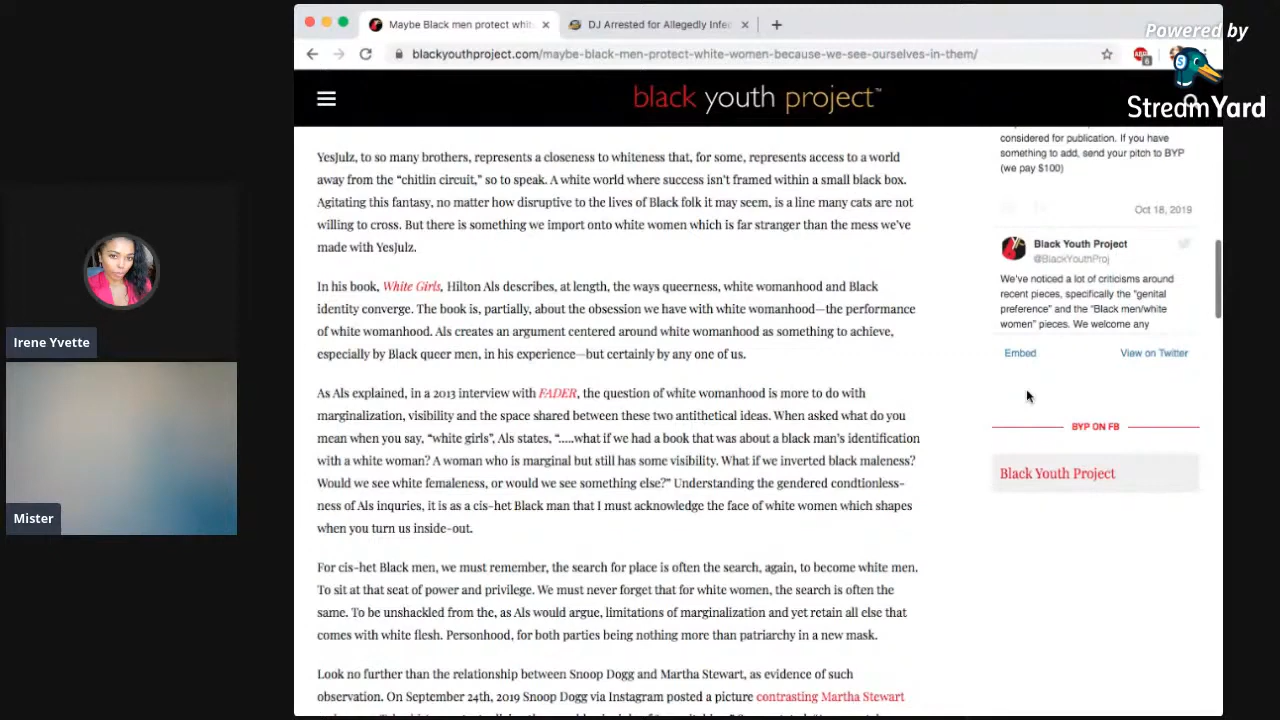 Maybe Black men protect whit
DJ Arrested for Allegedly Infec
blackyouthproject.com/maybe-black-men-protect-white-women-because-we-see-ourselves-in-them/
Powered by
StreamYard
black youth project™
YesJulz, to so many brothers, represents a closeness to whiteness that, for some, represents access to a world
away from the “chitlin circuit,” so to speak. A white world where success isn’t framed within a small black box.
Agitating this fantasy, no matter how disruptive to the lives of Black folk it may seem, is a line many cats are not
willing to cross. But there is something we import onto white women which is far stranger than the mess we’ve
made with YesJulz.
In his book, White Girls, Hilton Als describes, at length, the ways queerness, white womanhood and Black
identity converge. The book is, partially, about the obsession we have with white womanhood—the performance
of white womanhood. Als creates an argument centered around white womanhood as something to achieve,
especially by Black queer men, in his experience—but certainly by any one of us.
As Als explained, in a 2013 interview with FADER, the question of white womanhood is more to do with
marginalization, visibility and the space shared between these two antithetical ideas. When asked what do you
mean when you say, “white girls”, Als states, “…..what if we had a book that was about a black man’s identification
with a white woman? A woman who is marginal but still has some visibility. What if we inverted black maleness?
Would we see white femaleness, or would we see something else?” Understanding the gendered condtionless-
ness of Als inquries, it is as a cis-het Black man that I must acknowledge the face of white women which shapes
when you turn us inside-out.
For cis-het Black men, we must remember, the search for place is often the search, again, to become white men.
To sit at that seat of power and privilege. We must never forget that for white women, the search is often the
same. To be unshackled from the, as Als would argue, limitations of marginalization and yet retain all else that
comes with white flesh. Personhood, for both parties being nothing more than patriarchy in a new mask.
Look no further than the relationship between Snoop Dogg and Martha Stewart, as evidence of such
observation. On September 24th, 2019 Snoop Dogg via Instagram posted a picture contrasting Martha Stewart
considered for publication. If you have
something to add, send your pitch to BYP
(we pay $100)
Oct 18, 2019
Black Youth Project
@BlackYouthProj
We've noticed a lot of criticisms around
recent pieces, specifically the "genital
preference" and the "Black men/white
women" pieces. We welcome any
Embed
View on Twitter
BYP ON FB
Black Youth Project
Irene Yvette
Mister